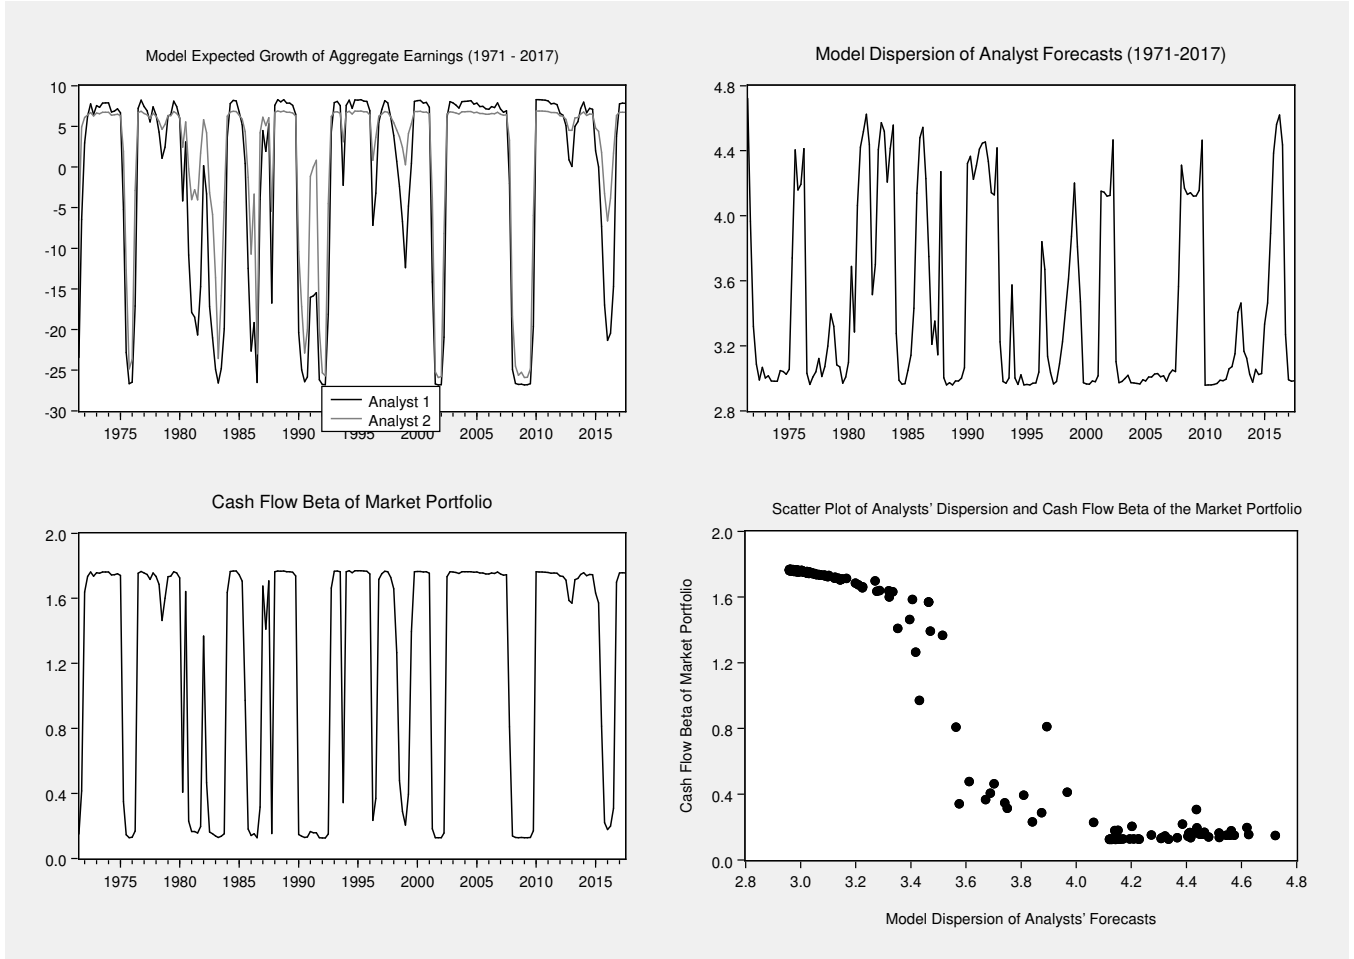 Model Expected Growth of Aggregate Earnings (1971 - 2017)
10
5
0
-5
-10
-15
-20
-25
-30
1975 1980 1985 1990 1995 2000 2005 2010 2015
Analyst 1
Analyst 2
Model Dispersion of Analyst Forecasts (1971-2017)
4.8
4.4
4.0
3.6
3.2
2.8
1975 1980 1985 1990 1995 2000 2005 2010 2015
Cash Flow Beta of Market Portfolio
2.0
1.6
1.2
0.8
0.4
0.0
1975 1980 1985 1990 1995 2000 2005 2010 2015
Scatter Plot of Analysts' Dispersion and Cash Flow Beta of the Market Portfolio
Cash Flow Beta of Market Portfolio
2.0
1.6
1.2
0.8
0.4
0.0
2.8 3.0 3.2 3.4 3.6 3.8 4.0 4.2 4.4 4.6 4.8
Model Dispersion of Analysts' Forecasts